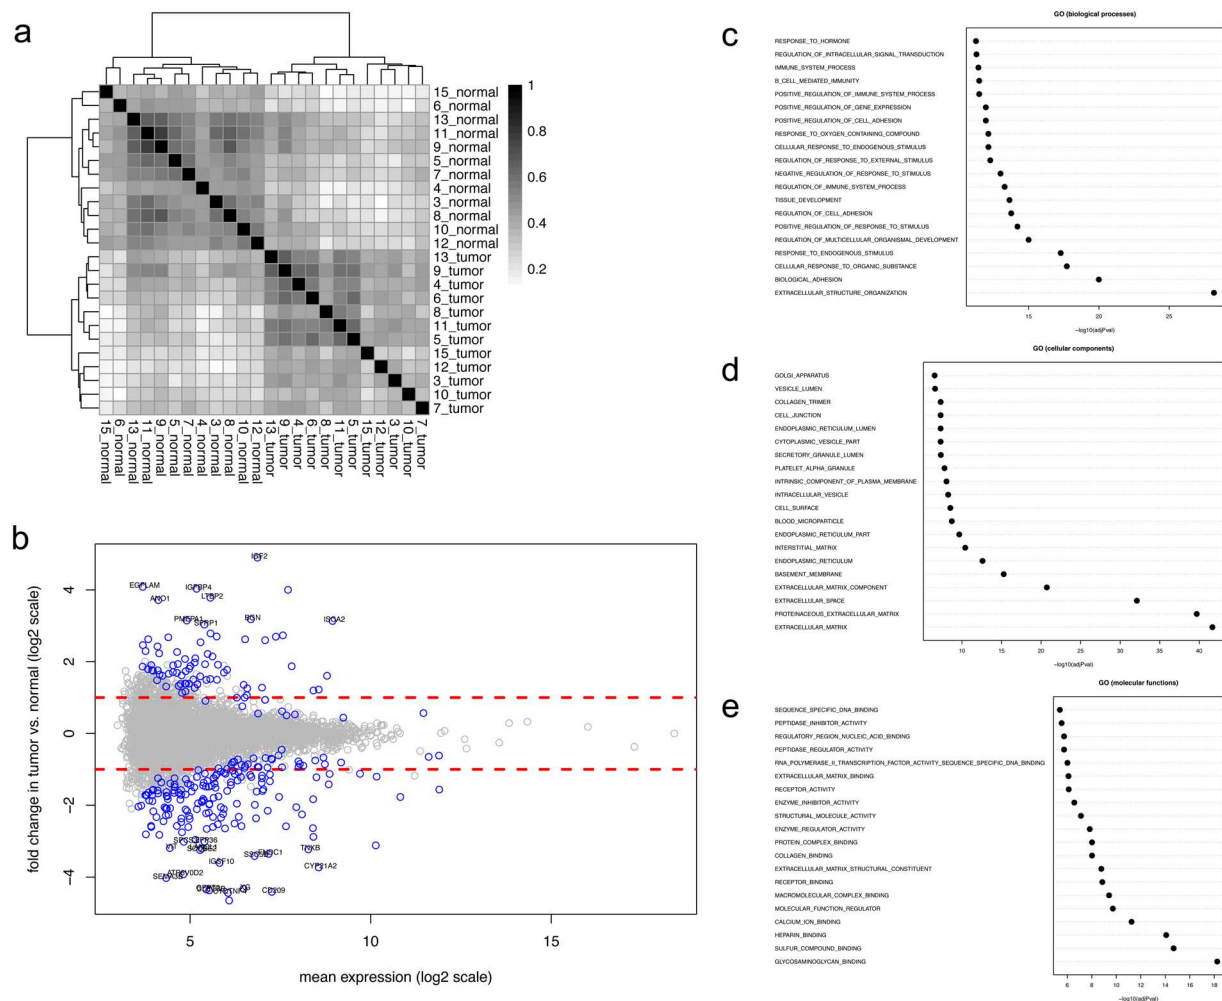 a
1
0.8
0.6
0.4
0.2
15_normal
6_normal
13_normal
11_normal
9_normal
5_normal
7_normal
4_normal
3_normal
8_normal
10_normal
12_normal
13_tumor
9_tumor
4_tumor
6_tumor
8_tumor
11_tumor
5_tumor
15_tumor
12_tumor
3_tumor
10_tumor
7_tumor
15_normal
6_normal
13_normal
11_normal
9_normal
5_normal
7_normal
4_normal
3_normal
8_normal
10_normal
12_normal
13_tumor
9_tumor
4_tumor
6_tumor
8_tumor
11_tumor
5_tumor
15_tumor
12_tumor
3_tumor
10_tumor
7_tumor
b
fold change in tumor vs. normal (log2 scale)
4
2
0
−2
−4
IGF2
EGFLAM
IGFBP4
ANO1
LTBP2
PMEPA1
SFRP1
BGN
ISCA2
TNXB
CYP21A2
IGSF10
ATP6V0D2
CD209
5
10
15
mean expression (log2 scale)
c
GO (biological processes)
RESPONSE_TO_HORMONE
REGULATION_OF_INTRACELLULAR_SIGNAL_TRANSDUCTION
IMMUNE_SYSTEM_PROCESS
B_CELL_MEDIATED_IMMUNITY
POSITIVE_REGULATION_OF_IMMUNE_SYSTEM_PROCESS
POSITIVE_REGULATION_OF_GENE_EXPRESSION
POSITIVE_REGULATION_OF_CELL_ADHESION
RESPONSE_TO_OXYGEN_CONTAINING_COMPOUND
CELLULAR_RESPONSE_TO_ENDOGENOUS_STIMULUS
REGULATION_OF_RESPONSE_TO_EXTERNAL_STIMULUS
NEGATIVE_REGULATION_OF_RESPONSE_TO_STIMULUS
REGULATION_OF_IMMUNE_SYSTEM_PROCESS
TISSUE_DEVELOPMENT
REGULATION_OF_CELL_ADHESION
POSITIVE_REGULATION_OF_RESPONSE_TO_STIMULUS
REGULATION_OF_MULTICELLULAR_ORGANISMAL_DEVELOPMENT
RESPONSE_TO_ENDOGENOUS_STIMULUS
CELLULAR_RESPONSE_TO_ORGANIC_SUBSTANCE
BIOLOGICAL_ADHESION
EXTRACELLULAR_STRUCTURE_ORGANIZATION
15
20
25
−log10(adjPval)
d
GO (cellular components)
GOLGI_APPARATUS
VESICLE_LUMEN
COLLAGEN_TRIMER
CELL_JUNCTION
ENDOPLASMIC_RETICULUM_LUMEN
CYTOPLASMIC_VESICLE_PART
SECRETORY_GRANULE_LUMEN
PLATELET_ALPHA_GRANULE
INTRINSIC_COMPONENT_OF_PLASMA_MEMBRANE
INTRACELLULAR_VESICLE
CELL_SURFACE
BLOOD_MICROPARTICLE
ENDOPLASMIC_RETICULUM_PART
INTERSTITIAL_MATRIX
ENDOPLASMIC_RETICULUM
BASEMENT_MEMBRANE
EXTRACELLULAR_MATRIX_COMPONENT
EXTRACELLULAR_SPACE
PROTEINACEOUS_EXTRACELLULAR_MATRIX
EXTRACELLULAR_MATRIX
10
15
20
25
30
35
40
−log10(adjPval)
e
GO (molecular functions)
SEQUENCE_SPECIFIC_DNA_BINDING
PEPTIDASE_INHIBITOR_ACTIVITY
REGULATORY_REGION_NUCLEIC_ACID_BINDING
PEPTIDASE_REGULATOR_ACTIVITY
RNA_POLYMERASE_II_TRANSCRIPTION_FACTOR_ACTIVITY_SEQUENCE_SPECIFIC_DNA_BINDING
EXTRACELLULAR_MATRIX_BINDING
RECEPTOR_ACTIVITY
ENZYME_INHIBITOR_ACTIVITY
STRUCTURAL_MOLECULE_ACTIVITY
ENZYME_REGULATOR_ACTIVITY
PROTEIN_COMPLEX_BINDING
COLLAGEN_BINDING
EXTRACELLULAR_MATRIX_STRUCTURAL_CONSTITUENT
RECEPTOR_BINDING
MACROMOLECULAR_COMPLEX_BINDING
MOLECULAR_FUNCTION_REGULATOR
CALCIUM_ION_BINDING
HEPARIN_BINDING
SULFUR_COMPOUND_BINDING
GLYCOSAMINOGLYCAN_BINDING
6
8
10
12
14
16
18
−log10(adjPval)